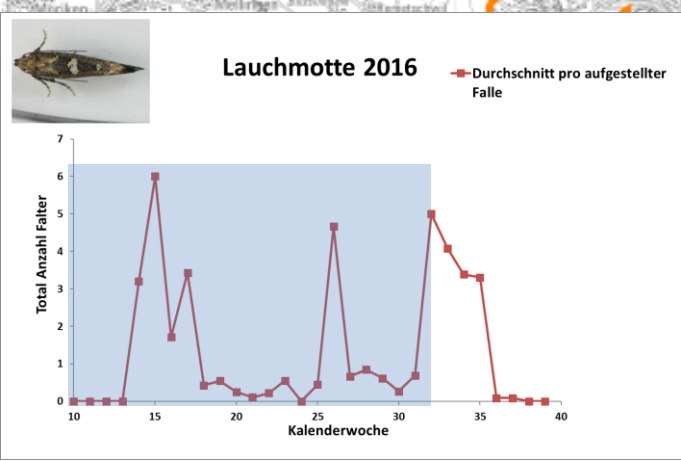 Lauchmotte 2016
Durchschnitt pro aufgestellter
Falle
Total Anzahl Falter
7
6
5
4
3
2
1
0
10 15 20 25 30 35 40
Kalenderwoche